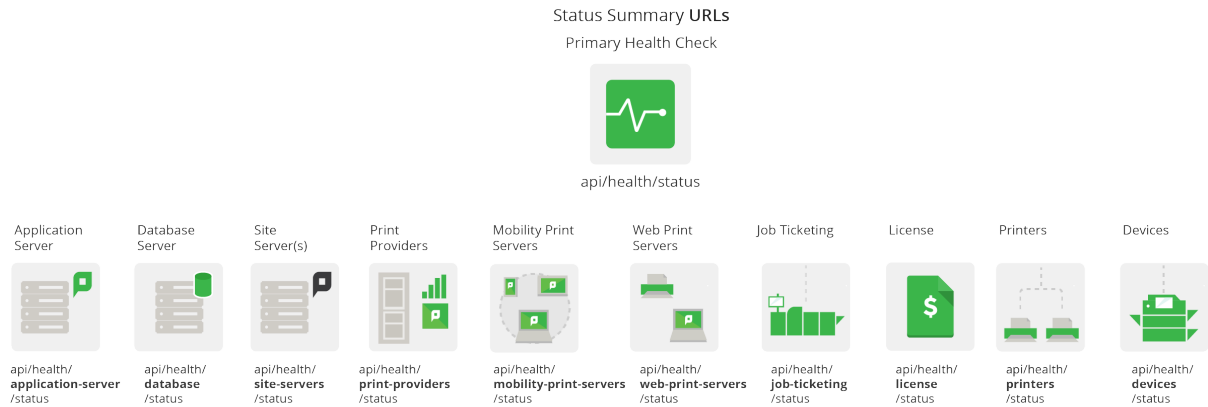 Status Summary URLs
Primary Health Check
api/health/status
Application
Server
Database
Server
Site
Server(s)
Print
Providers
Mobility Print
Servers
Web Print
Servers
Job Ticketing
License
Printers
Devices
$
api/health/
application-server
/status
api/health/
database
/status
api/health/
site-servers
/status
api/health/
print-providers
/status
api/health/
mobility-print-servers
/status
api/health/
web-print-servers
/status
api/health/
job-ticketing
/status
api/health/
license
/status
api/health/
printers
/status
api/health/
devices
/status